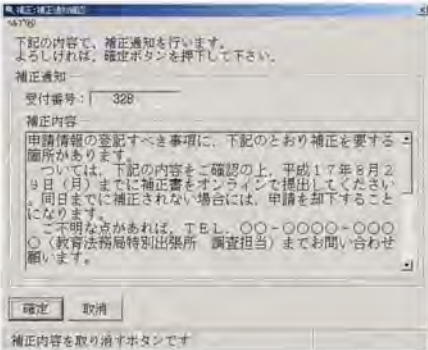 補正:補正通知確認
下記の内容で、補正通知を行います。
よろしければ、確定ボタンを押下して下さい。
補正通知
受付番号: 328
補正内容
申請情報の登記すべき事項に、下記のとおり補正を要する
箇所があります。
ついては、下記の内容をご確認の上、平成17年8月2
9日(月)までに補正書をオンラインで提出してください
。同日までに補正されない場合には、申請を却下すること
になります。
ご不明な点があれば、TEL.○○-○○○○-○○○
○(教育法務局特別出張所 調査担当)までお問い合わせ
願います。
確定 取消
補正内容を取り消すボタンです